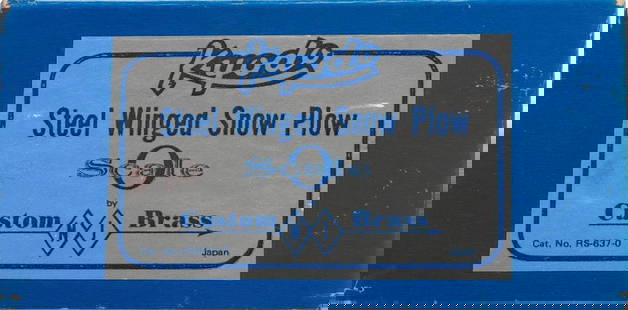 Steel Winged Snow Plow
O
Scale
by
Custom Brass
Cat. No. RS-637-0 Japan